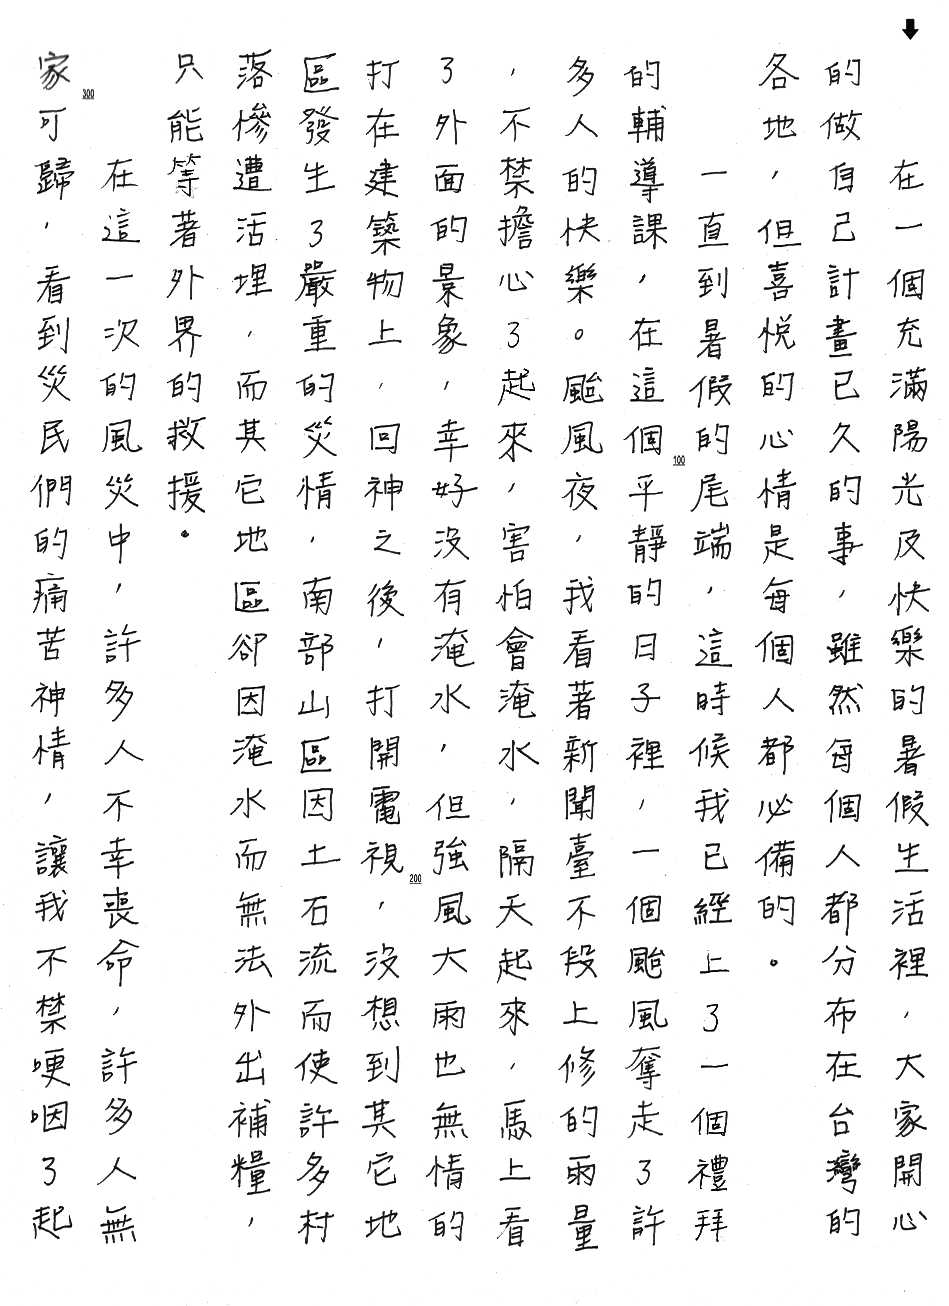 在一個充滿陽光及快樂的暑假生活裡，大家開心
的做自己計畫已久的事，雖然每個人都分布在台灣的
各地，但喜悅的心情是每個人都必備的。
一直到暑假的尾端，這時候我已經上了一個禮拜
的輔導課，在這個平靜的日子裡，一個颱風奪走了許
多人的快樂。颱風夜，我看著新聞臺不段上修的雨量
，不禁擔心了起來，害怕會淹水，隔天起來，馬上看
了外面的景象，幸好沒有淹水，但強風大雨也無情的
打在建築物上，回神之後，打開電視，沒想到其它地
區發生了嚴重的災情，南部山區因土石流而使許多村
落慘遭活埋，而其它地區卻因淹水而無法外出補糧，
只能等著外界的救援。
在這一次的風災中，許多人不幸喪命，許多人無
家可歸，看到災民們的痛苦神情，讓我不禁哽咽了起
100
200
300